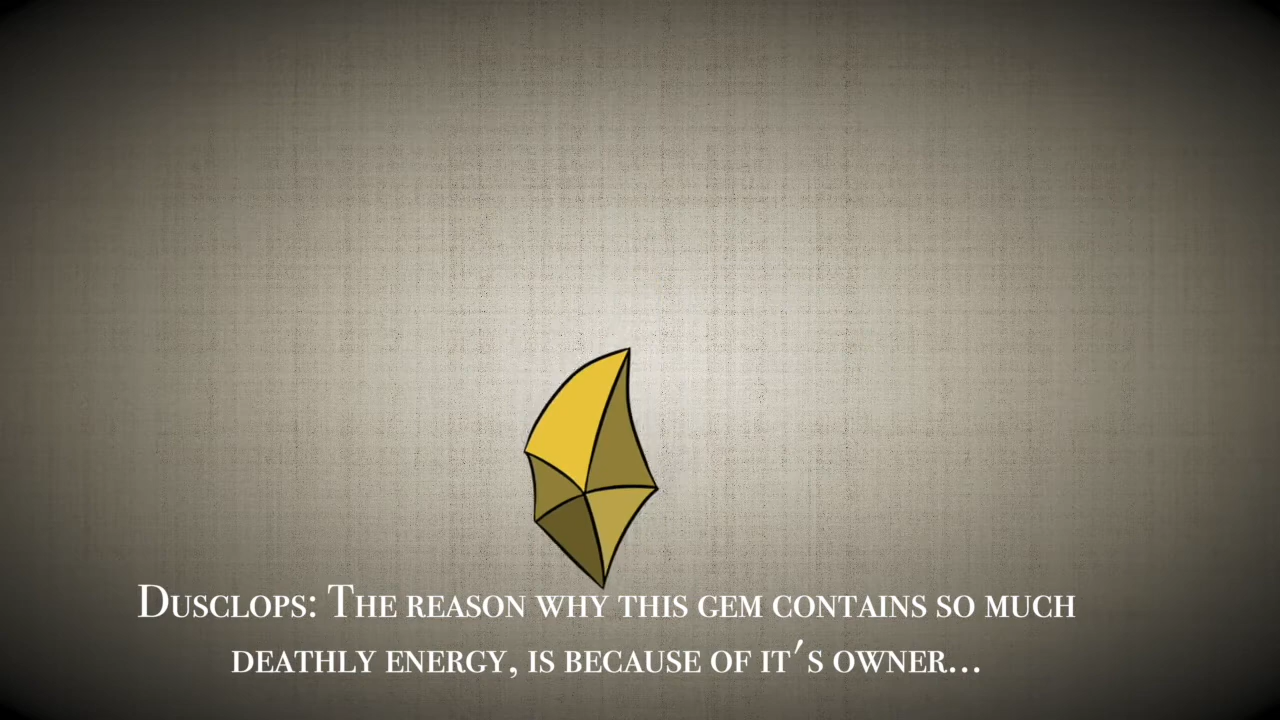 Dusclops: The reason why this gem contains so much
deathly energy, is because of it's owner...